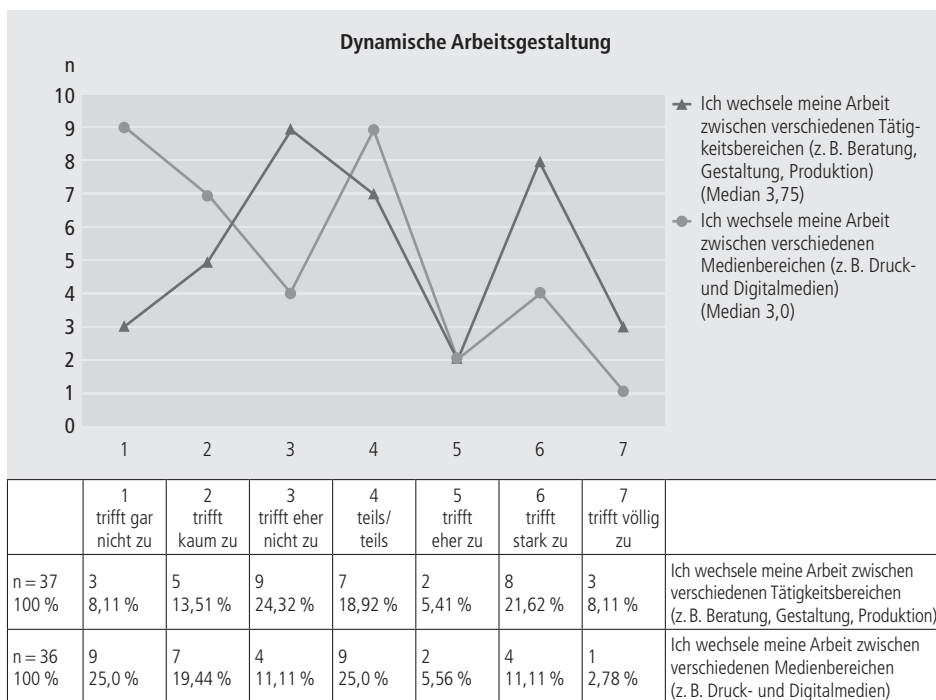 Dynamische Arbeitsgestaltung
n
10
9
8
7
6
5
4
3
2
1
0
1 2 3 4 5 6 7
Ich wechsele meine Arbeit
zwischen verschiedenen Tätig-
keitsbereichen (z. B. Beratung,
Gestaltung, Produktion)
(Median 3,75)
Ich wechsele meine Arbeit
zwischen verschiedenen
Medienbereichen (z. B. Druck-
und Digitalmedien)
(Median 3,0)
1 2 3 4 5 6 7
trifft gar trifft trifft eher teils/ trifft trifft trifft völlig
nicht zu kaum zu nicht zu teils eher zu stark zu zu
n = 37 3 5 9 7 2 8 3
100 % 8,11 % 13,51 % 24,32 % 18,92 % 5,41 % 21,62 % 8,11 %
Ich wechsele meine Arbeit zwischen
verschiedenen Tätigkeitsbereichen
(z. B. Beratung, Gestaltung, Produktion)
n = 36 9 7 4 9 2 4 1
100 % 25,0 % 19,44 % 11,11 % 25,0 % 5,56 % 11,11 % 2,78 %
Ich wechsele meine Arbeit zwischen
verschiedenen Medienbereichen
(z. B. Druck- und Digitalmedien)